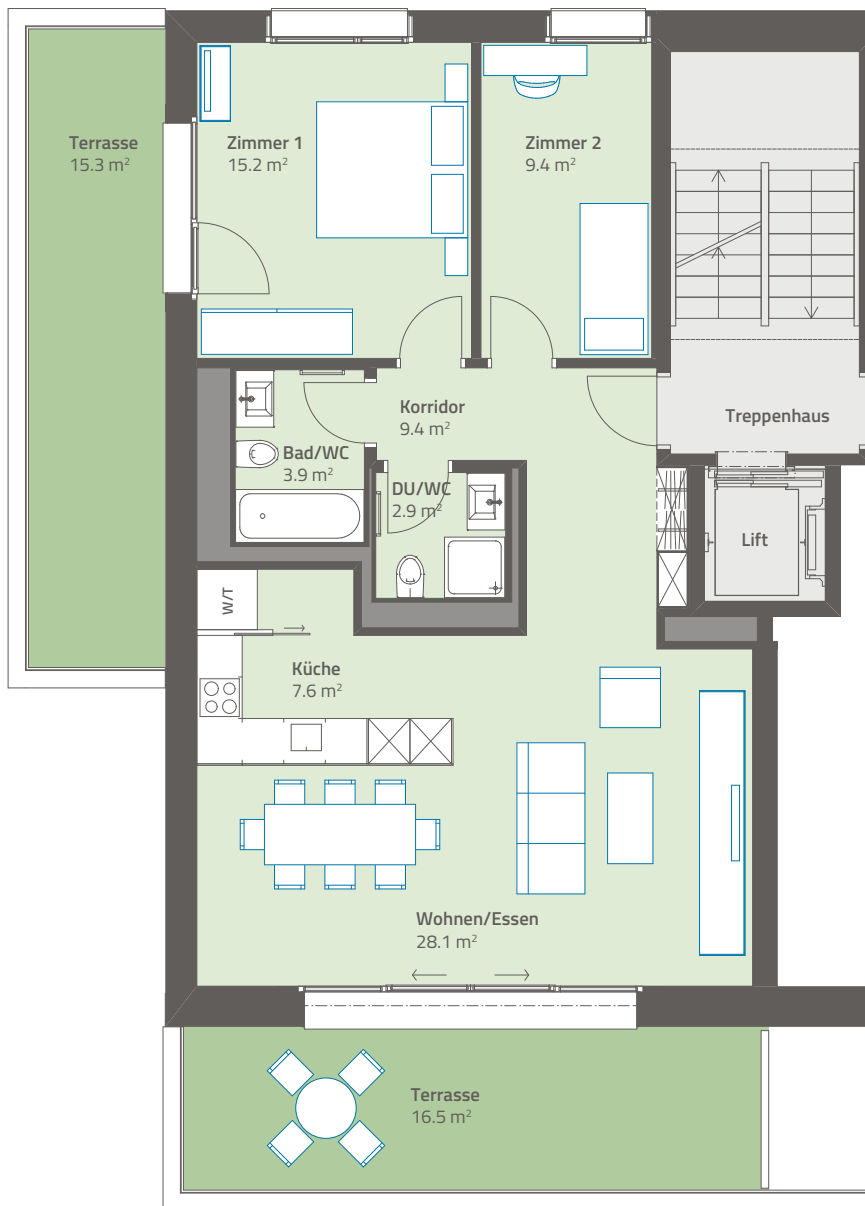 Terrasse
15.3 m²
Zimmer 1
15.2 m²
Zimmer 2
9.4 m²
Korridor
9.4 m²
Treppenhaus
Bad/WC
3.9 m²
DU/WC
2.9 m²
Lift
W/T
Küche
7.6 m²
Wohnen/Essen
28.1 m²
Terrasse
16.5 m²